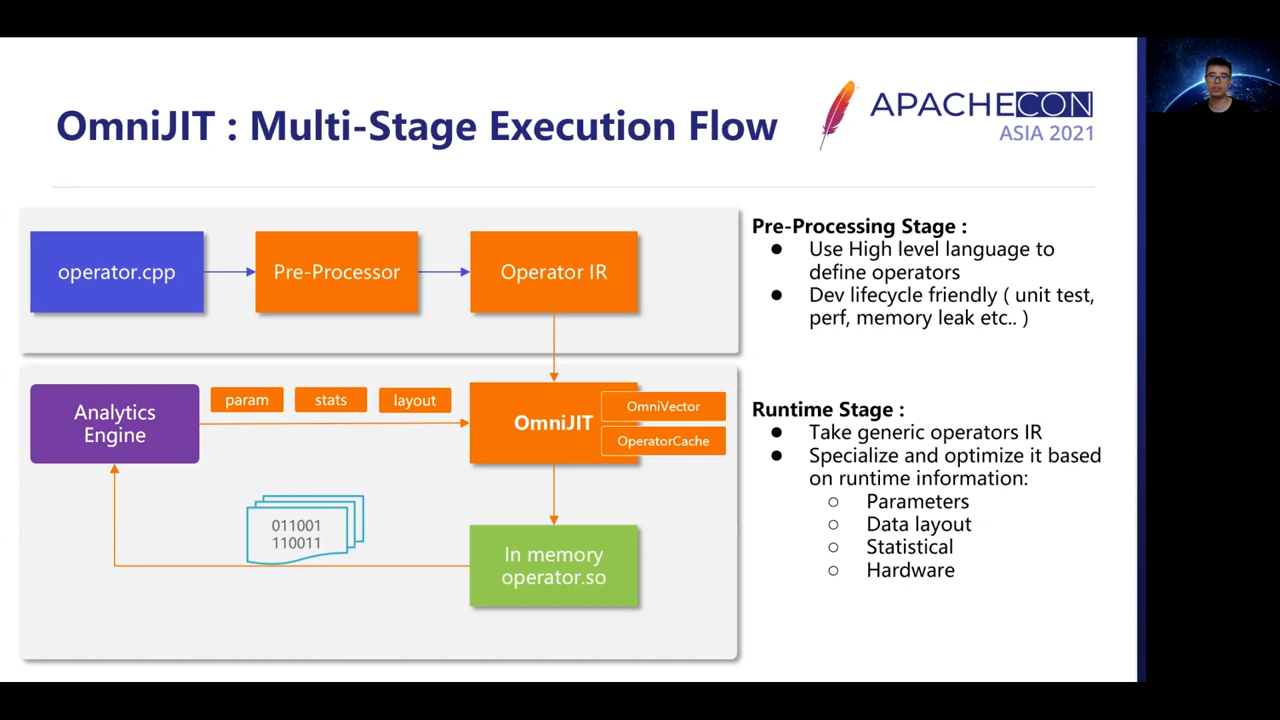 OmniJIT : Multi-Stage Execution Flow
APACHECON
ASIA 2021
operator.cpp
Pre-Processor
Operator IR
Pre-Processing Stage :
● Use High level language to
define operators
● Dev lifecycle friendly ( unit test,
perf, memory leak etc.. )
Analytics
Engine
param
stats
layout
OmniJIT
OmniVector
OperatorCache
011001
110011
In memory
operator.so
Runtime Stage :
● Take generic operators IR
● Specialize and optimize it based
on runtime information:
○ Parameters
○ Data layout
○ Statistical
○ Hardware